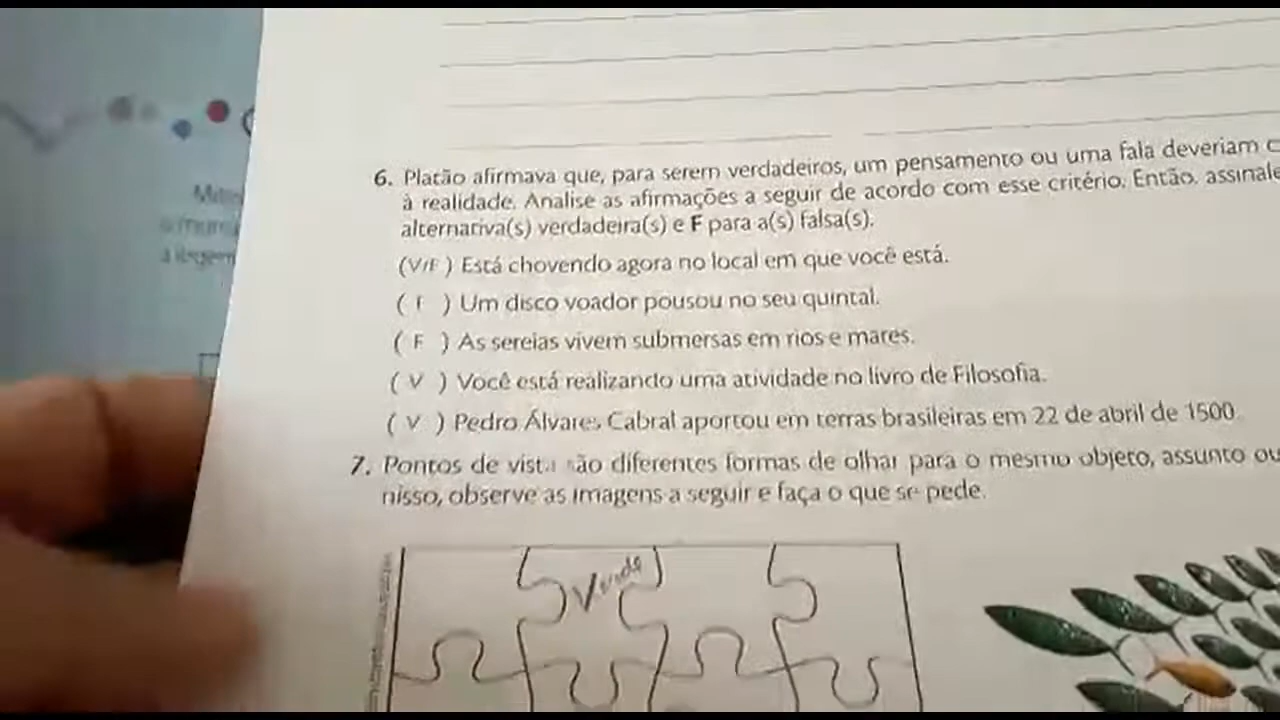 6. Platão afirmava que, para serem verdadeiros, um pensamento ou uma fala deveriam
à realidade. Analise as afirmações a seguir de acordo com esse critério. Então, assinale
alternativa(s) verdadeira(s) e F para a(s) falsa(s).
(V/F) Está chovendo agora no local em que você está.
( F ) Um disco voador pousou no seu quintal.
( F ) As sereias vivem submersas em rios e mares.
( V ) Você está realizando uma atividade no livro de Filosofia.
( V ) Pedro Álvares Cabral aportou em terras brasileiras em 22 de abril de 1500.
7. Pontos de vista são diferentes formas de olhar para o mesmo objeto, assunto ou
nisso, observe as imagens a seguir e faça o que se pede.